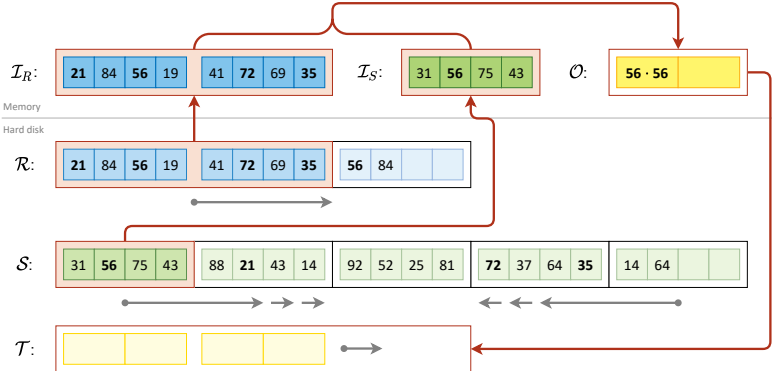 I_R: 21 84 56 19 41 72 69 35 I_S: 31 56 75 43 O: 56 · 56
Memory
Hard disk
R: 21 84 56 19 41 72 69 35 56 84
S: 31 56 75 43 88 21 43 14 92 52 25 81 72 37 64 35 14 64
T: